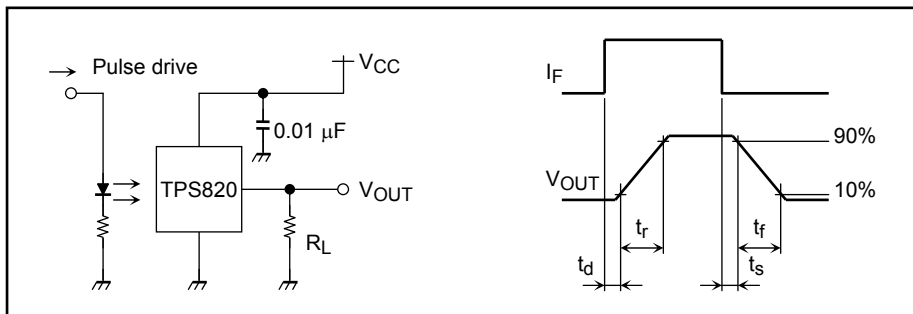 Pulse drive
VCC
0.01 μF
TPS820
VOUT
RL
IF
VOUT
90%
10%
tr
tf
td
ts